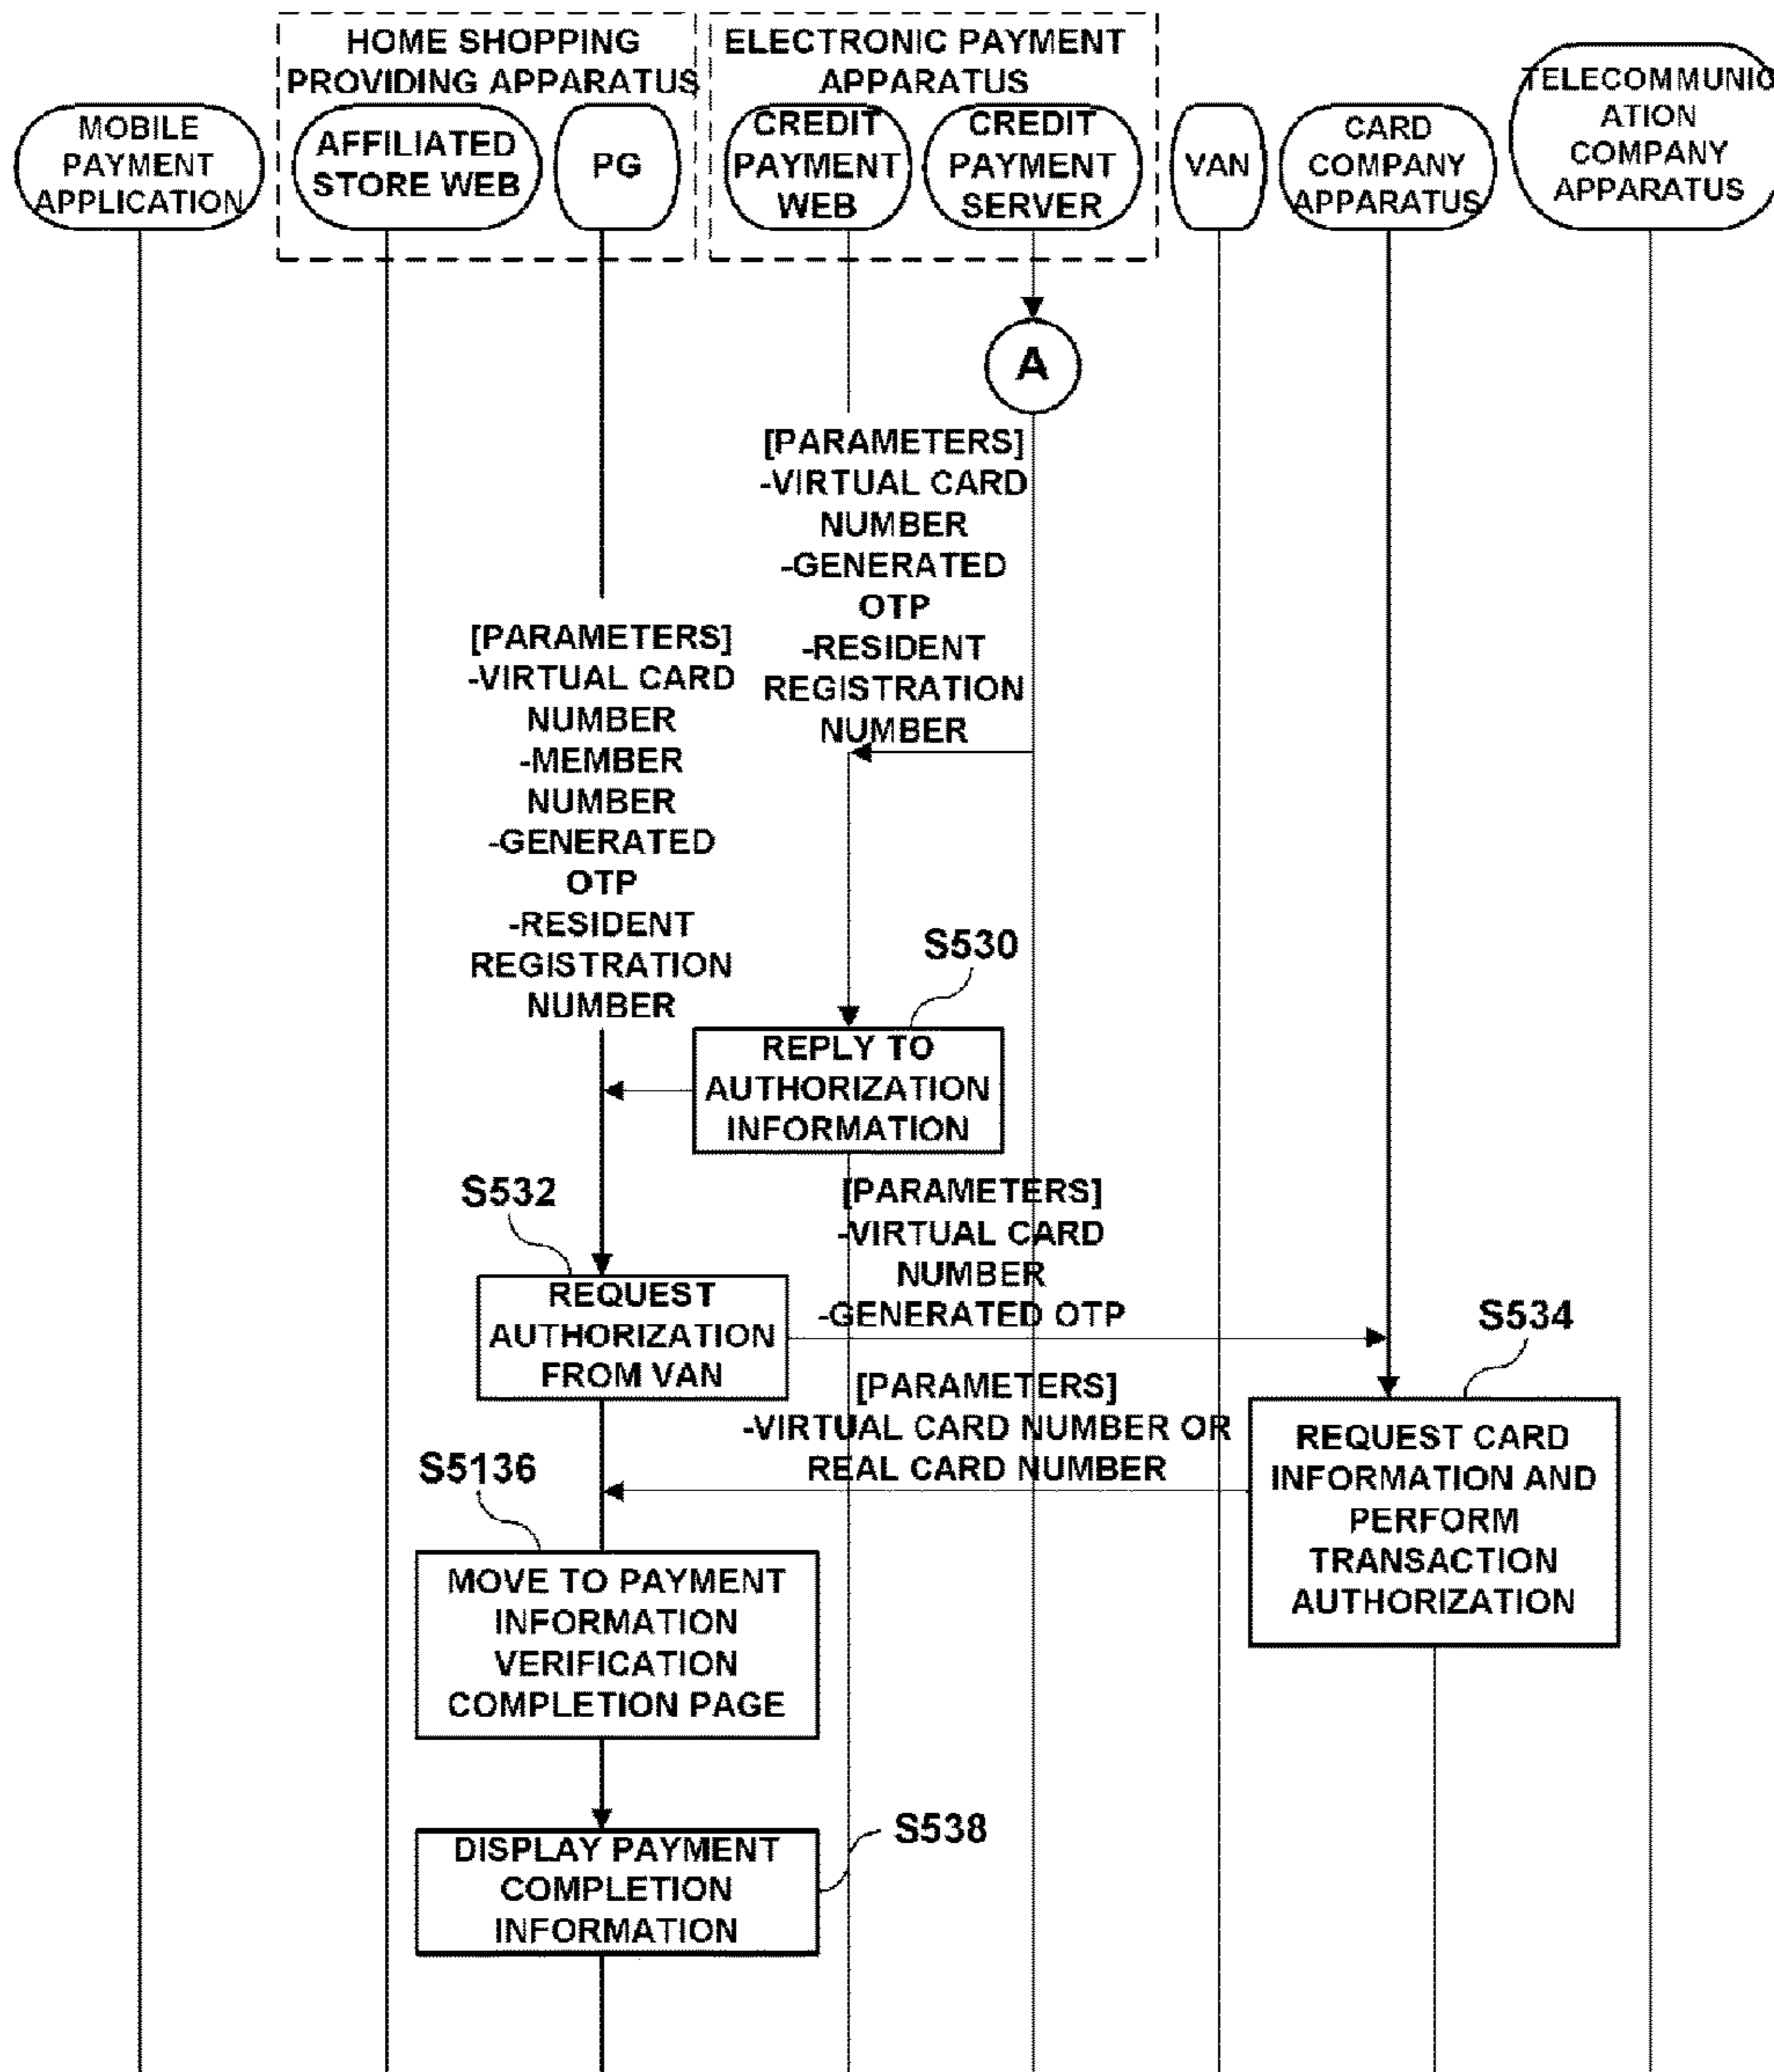 HOME SHOPPING
PROVIDING APPARATUS
ELECTRONIC PAYMENT
APPARATUS
MOBILE
PAYMENT
APPLICATION
AFFILIATED
STORE WEB
PG
CREDIT
PAYMENT
WEB
CREDIT
PAYMENT
SERVER
VAN
CARD
COMPANY
APPARATUS
TELECOMMUNIC
ATION
COMPANY
APPARATUS
A
[PARAMETERS]
-VIRTUAL CARD
NUMBER
-GENERATED
OTP
-RESIDENT
REGISTRATION
NUMBER
[PARAMETERS]
-VIRTUAL CARD
NUMBER
-MEMBER
NUMBER
-GENERATED
OTP
-RESIDENT
REGISTRATION
NUMBER
S530
REPLY TO
AUTHORIZATION
INFORMATION
S532
REQUEST
AUTHORIZATION
FROM VAN
[PARAMETERS]
-VIRTUAL CARD
NUMBER
-GENERATED OTP
S534
REQUEST CARD
INFORMATION AND
PERFORM
TRANSACTION
AUTHORIZATION
[PARAMETERS]
-VIRTUAL CARD NUMBER OR
REAL CARD NUMBER
S5136
MOVE TO PAYMENT
INFORMATION
VERIFICATION
COMPLETION PAGE
S538
DISPLAY PAYMENT
COMPLETION
INFORMATION